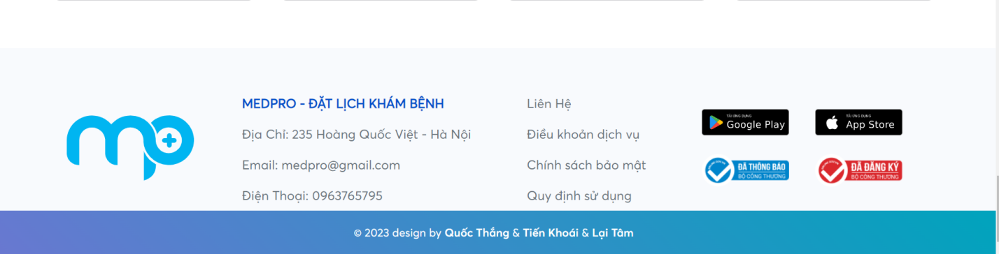 mp
MEDPRO - ĐẶT LỊCH KHÁM BỆNH
Địa Chỉ: 235 Hoàng Quốc Việt - Hà Nội
Email: medpro@gmail.com
Điện Thoại: 0963765795
Liên Hệ
Điều khoản dịch vụ
Chính sách bảo mật
Quy định sử dụng
TẢI ỨNG DỤNG
Google Play
TẢI ỨNG DỤNG
App Store
ĐÃ THÔNG BÁO
BỘ CÔNG THƯƠNG
ĐÃ ĐĂNG KÝ
BỘ CÔNG THƯƠNG
© 2023 design by Quốc Thắng & Tiến Khoái & Lại Tâm